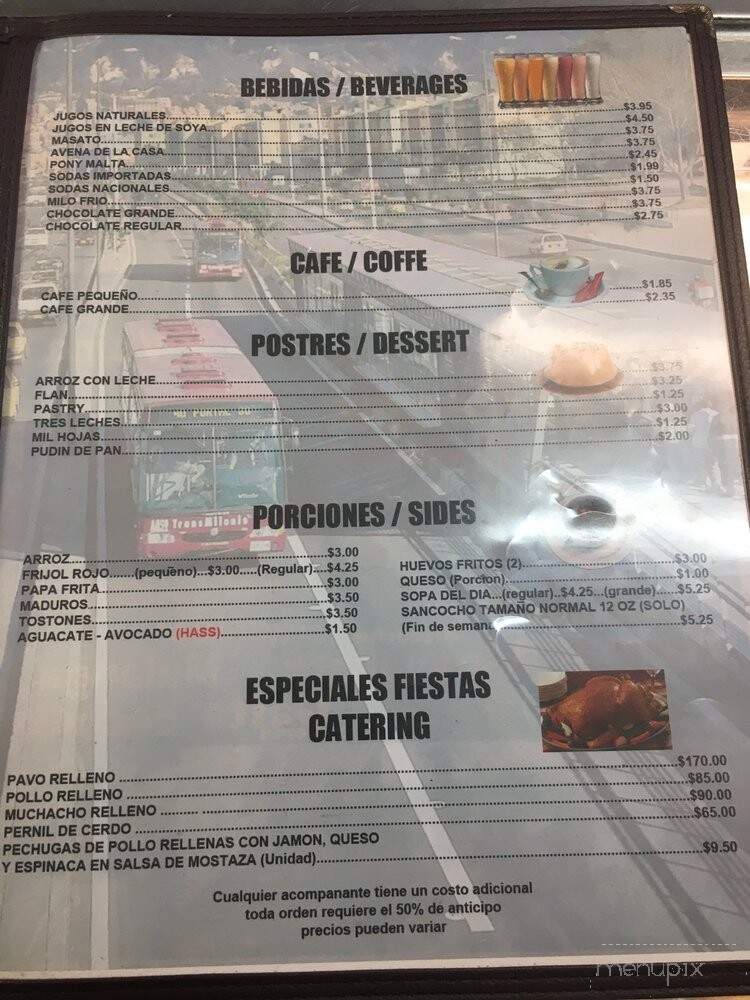 BEBIDAS / BEVERAGES
JUGOS NATURALES...$3.95
JUGOS EN LECHE DE SOYA...$4.50
MASATO...$3.75
AVENA DE LA CASA...$3.75
PONY MALTA...$2.45
SODAS IMPORTADAS...$1.99
SODAS NACIONALES...$1.50
MILO FRIO...$3.75
CHOCOLATE GRANDE...$3.75
CHOCOLATE REGULAR...$2.75
CAFE / COFFE
CAFE PEQUEÑO...$1.85
CAFE GRANDE...$2.35
POSTRES / DESSERT
ARROZ CON LECHE...$3.75
FLAN...$3.25
PASTRY...$1.25
TRES LECHES...$3.00
MIL HOJAS...$1.25
PUDIN DE PAN...$2.00
TransMilenio
PORCIONES / SIDES
ARROZ...$3.00
FRIJOL ROJO.......(pequeño)...$3.00.....(Regular)....$4.25
PAPA FRITA...$3.00
MADUROS...$3.50
TOSTONES...$3.50
AGUACATE - AVOCADO (HASS)...$1.50
HUEVOS FRITOS (2)...$3.00
QUESO (Porcion)...$1.00
SOPA DEL DIA...(regular)..$4.25...(grande)......$5.25
SANCOCHO TAMAÑO NORMAL 12 OZ (SOLO)
(Fin de semana...$5.25
ESPECIALES FIESTAS
CATERING
PAVO RELLENO...$170.00
POLLO RELLENO...$85.00
MUCHACHO RELLENO...$90.00
PERNIL DE CERDO...$65.00
PECHUGAS DE POLLO RELLENAS CON JAMON, QUESO
Y ESPINACA EN SALSA DE MOSTAZA (Unidad)...$9.50
Cualquier acompanante tiene un costo adicional
toda orden requiere el 50% de anticipo
precios pueden variar
menupix